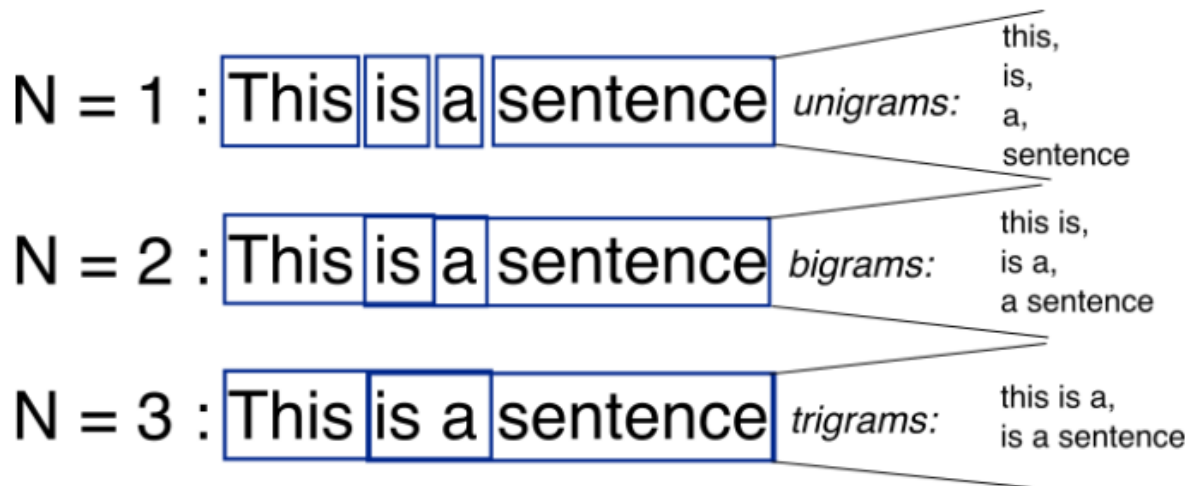 N = 1 : This is a sentence
unigrams:
this,
is,
a,
sentence
N = 2 : This is a sentence
bigrams:
this is,
is a,
a sentence
N = 3 : This is a sentence
trigrams:
this is a,
is a sentence